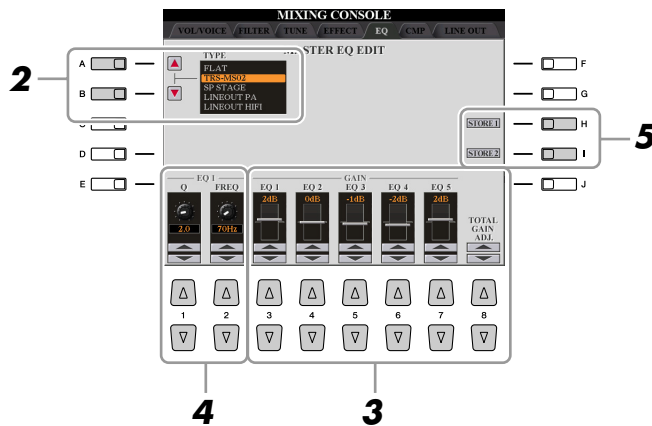 MIXING CONSOLE
VOL/VOICE FILTER TUNE EFFECT EQ CMP LINE OUT
TYPE
STER EQ EDIT
FLAT
TRS-MS02
SP STAGE
LINEOUT PA
LINEOUT HIFI
A
B
D
E
F
G
H
I
J
2
5
STORE 1
STORE 2
EQ 1
Q FREQ
2.0 70Hz
GAIN
EQ 1 EQ 2 EQ 3 EQ 4 EQ 5
2dB 0dB -1dB -2dB 2dB
TOTAL
GAIN
ADJ.
1 2 3 4 5 6 7 8
4 3